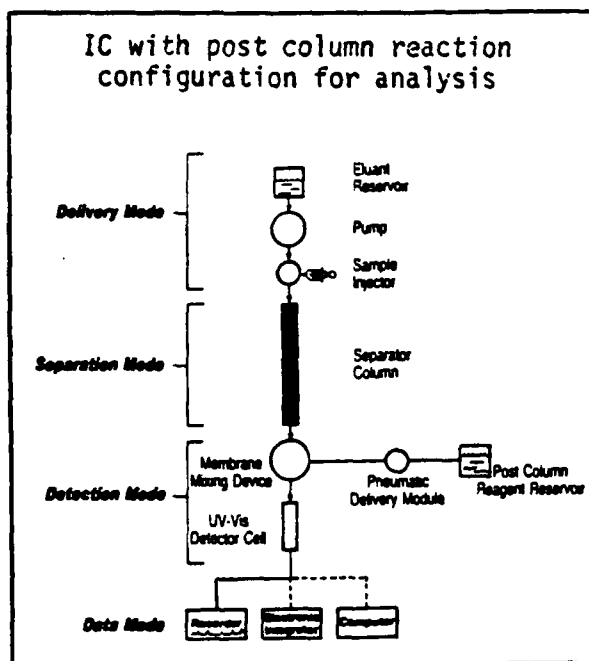 IC with post column reaction
configuration for analysis
Delivery Mode
Eluant
Reservoir
Pump
Sample
Injector
Separation Mode
Separator
Column
Detection Mode
Membrane
Mixing Device
Pneumatic
Delivery Module
Post Column
Reagent Reservoir
UV-Vis
Detector Cell
Data Mode
Recorder
Electronic
Integrator
Computer